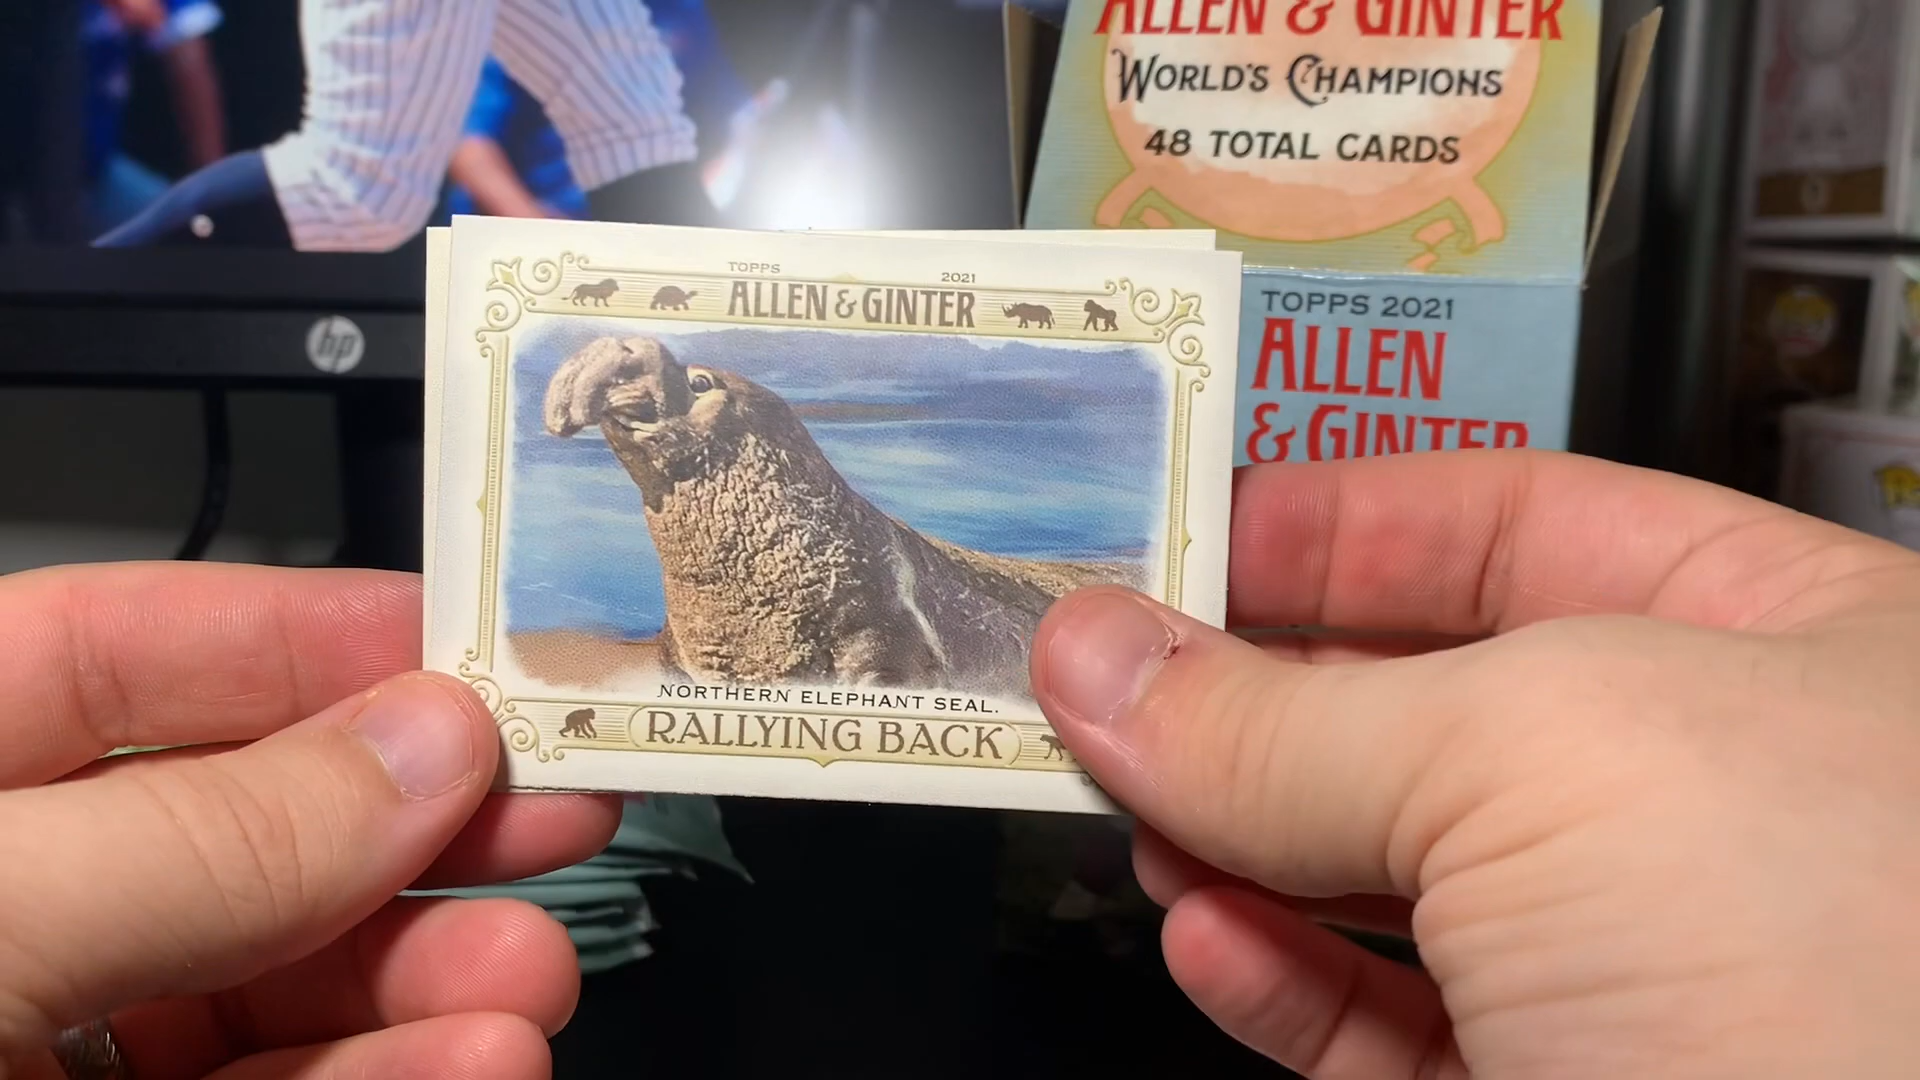 ALLEN & GINTER
WORLD'S CHAMPIONS
48 TOTAL CARDS
TOPPS 2021
ALLEN
& GINTER
hp
TOPPS 2021
ALLEN & GINTER
NORTHERN ELEPHANT SEAL.
RALLYING BACK